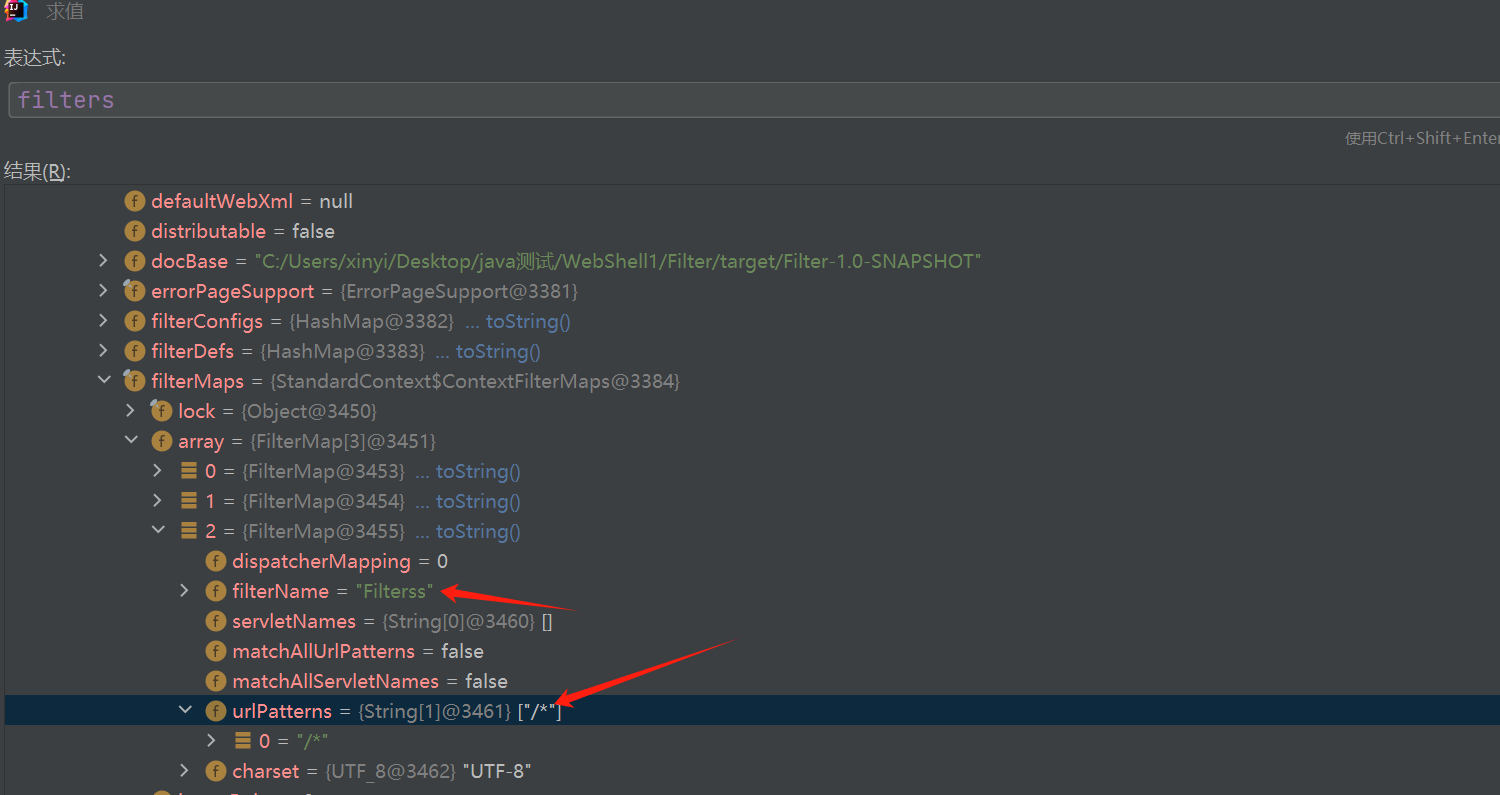 IJ
求值
表达式:
filters
使用Ctrl+Shift+Enter
结果(R):
f defaultWebXml = null
f distributable = false
f docBase = "C:/Users/xinyi/Desktop/java测试/WebShell1/Filter/target/Filter-1.0-SNAPSHOT"
f errorPageSupport = {ErrorPageSupport@3381}
f filterConfigs = {HashMap@3382} ... toString()
f filterDefs = {HashMap@3383} ... toString()
f filterMaps = {StandardContext$ContextFilterMaps@3384}
f lock = {Object@3450}
f array = {FilterMap[3]@3451}
0 = {FilterMap@3453} ... toString()
1 = {FilterMap@3454} ... toString()
2 = {FilterMap@3455} ... toString()
f dispatcherMapping = 0
f filterName = "Filterss"
f servletNames = {String[0]@3460} []
f matchAllUrlPatterns = false
f matchAllServletNames = false
f urlPatterns = {String[1]@3461} ["/*"]
0 = "/*"
f charset = {UTF_8@3462} "UTF-8"